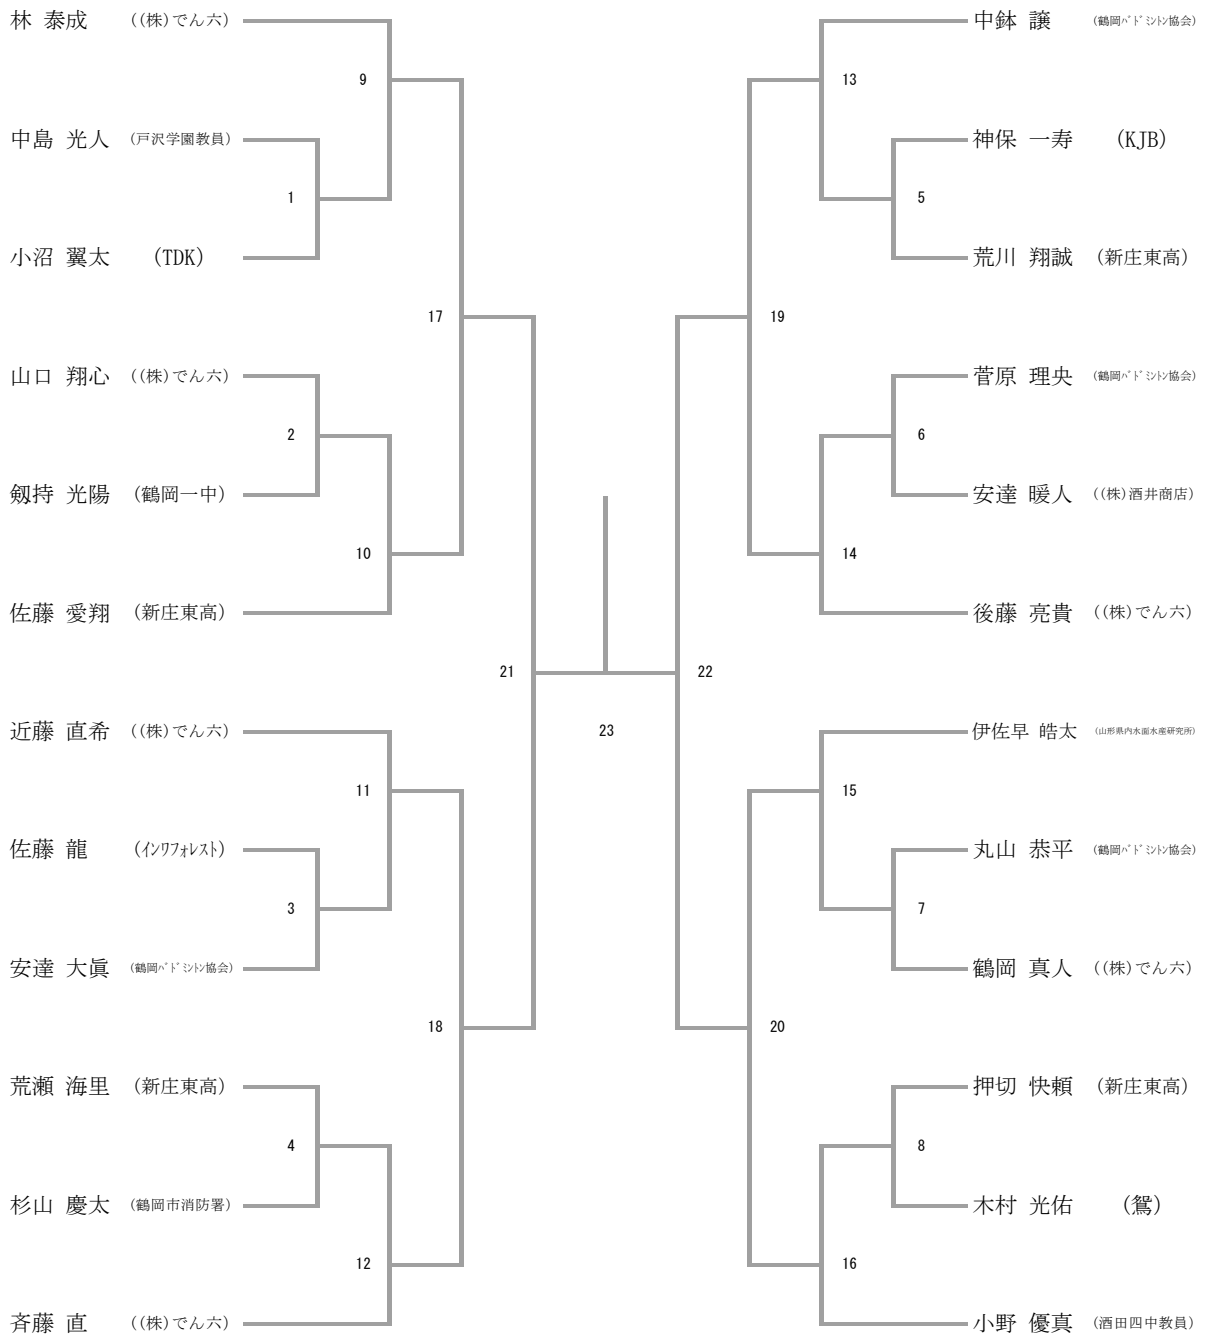 林 泰成 ((株)でん六)
9
中島 光人 (戸沢学園教員)
1
小沼 翼太 (TDK)
17
山口 翔心 ((株)でん六)
2
剱持 光陽 (鶴岡一中)
10
佐藤 愛翔 (新庄東高)
21
近藤 直希 ((株)でん六)
11
佐藤 龍 (インワフォレスト)
3
安達 大眞 (鶴岡バドミントン協会)
18
荒瀬 海里 (新庄東高)
4
杉山 慶太 (鶴岡市消防署)
12
斉藤 直 ((株)でん六)
23
中鉢 譲 (鶴岡バドミントン協会)
13
神保 一寿 (KJB)
5
荒川 翔誠 (新庄東高)
19
菅原 理央 (鶴岡バドミントン協会)
6
安達 暖人 ((株)酒井商店)
14
後藤 亮貴 ((株)でん六)
22
伊佐早 皓太 (山形県内水面水産研究所)
15
丸山 恭平 (鶴岡バドミントン協会)
7
鶴岡 真人 ((株)でん六)
20
押切 快頼 (新庄東高)
8
木村 光佑 (鴛)
16
小野 優真 (酒田四中教員)